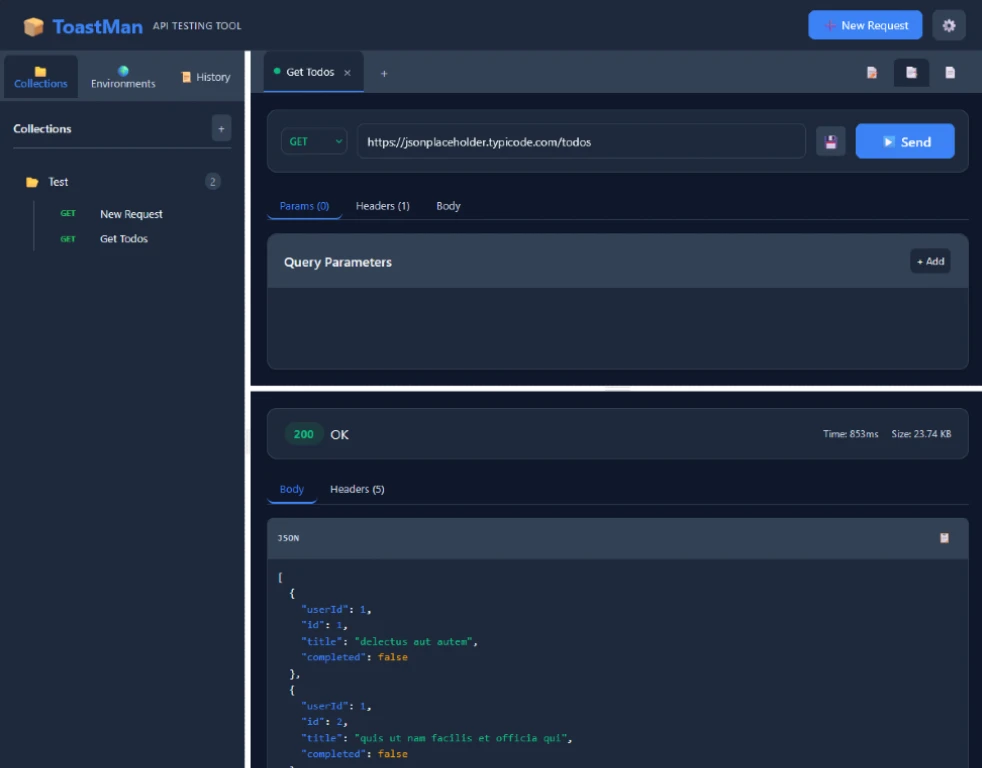 ToastMan API TESTING TOOL
New Request
Collections
Environments
History
Get Todos × +
Collections +
Test 2
GET New Request
GET Get Todos
GET https://jsonplaceholder.typicode.com/todos Send
Params (0) Headers (1) Body
Query Parameters + Add
200 OK Time: 853ms Size: 23.74 KB
Body Headers (5)
JSON
[
{
"userId": 1,
"id": 1,
"title": "delectus aut autem",
"completed": false
},
{
"userId": 1,
"id": 2,
"title": "quis ut nam facilis et officia qui",
"completed": false